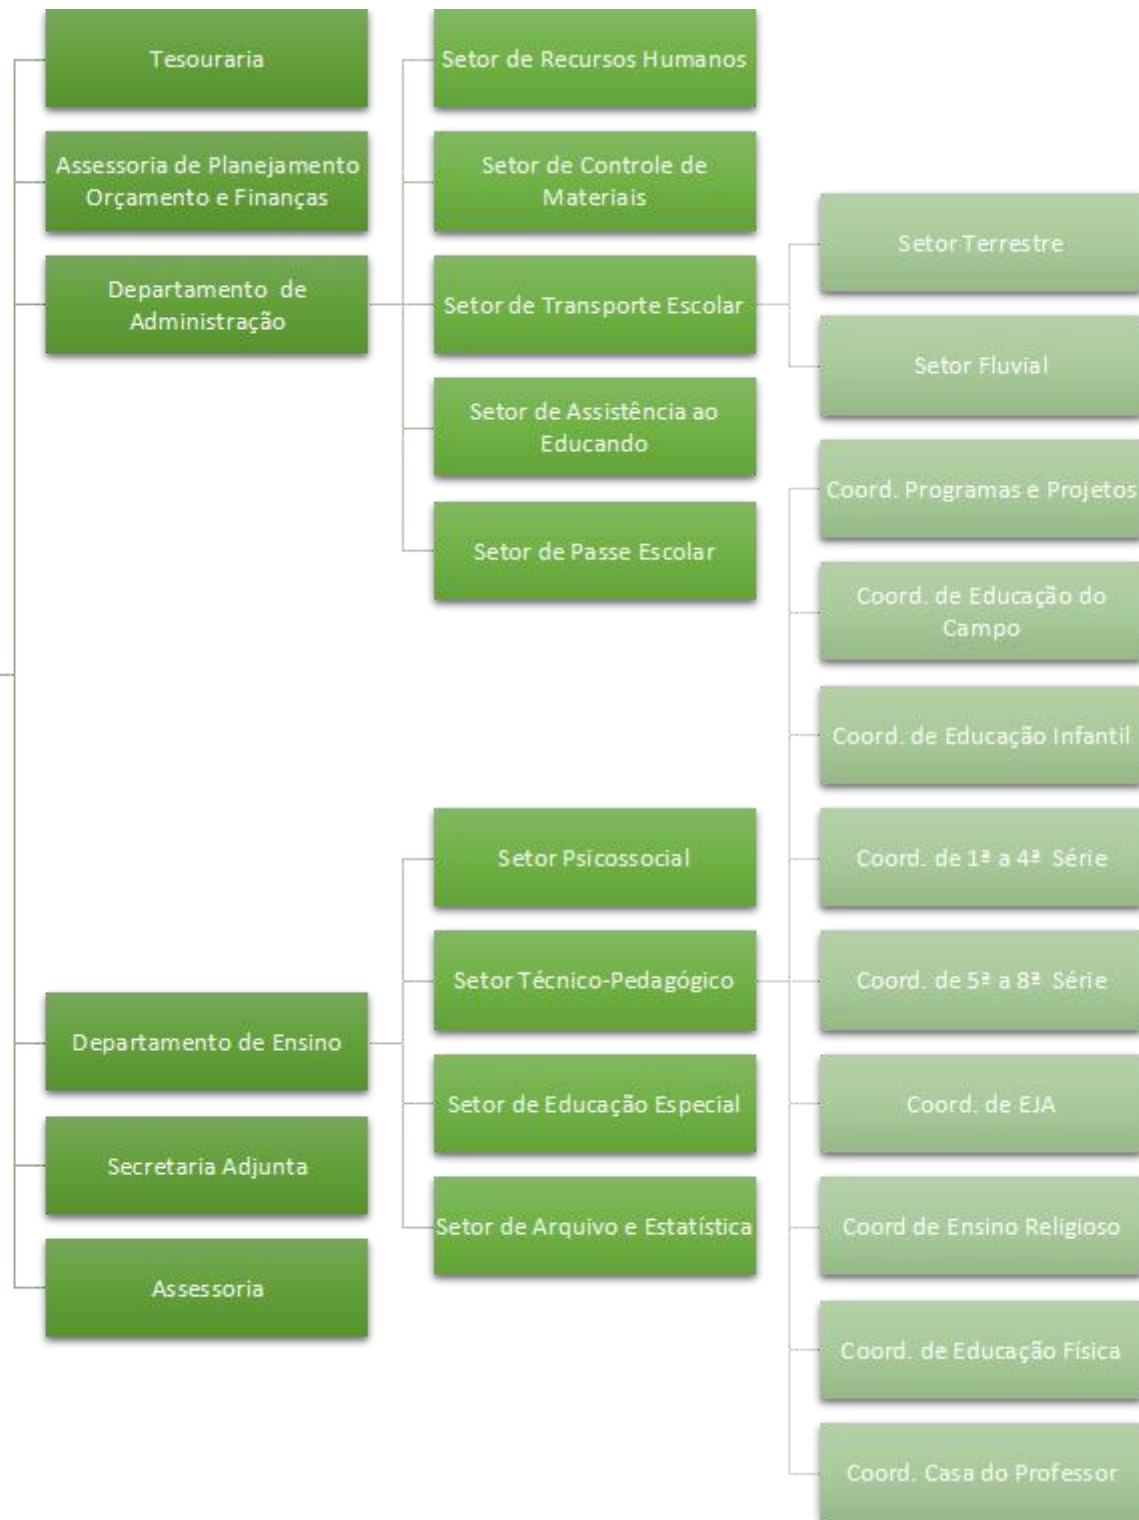 Tesouraria
Assessoria de Planejamento
Orçamento e Finanças
Departamento de
Administração
Departamento de Ensino
Secretaria Adjunta
Assessoria
Setor de Recursos Humanos
Setor de Controle de
Materiais
Setor de Transporte Escolar
Setor de Assistência ao
Educando
Setor de Passe Escolar
Setor Psicossocial
Setor Técnico-Pedagógico
Setor de Educação Especial
Setor de Arquivo e Estatística
Setor Terrestre
Setor Fluvial
Coord. Programas e Projetos
Coord. de Educação do
Campo
Coord. de Educação Infantil
Coord. de 1ª a 4ª Série
Coord. de 5ª a 8ª Série
Coord. de EJA
Coord de Ensino Religioso
Coord. de Educação Física
Coord. Casa do Professor